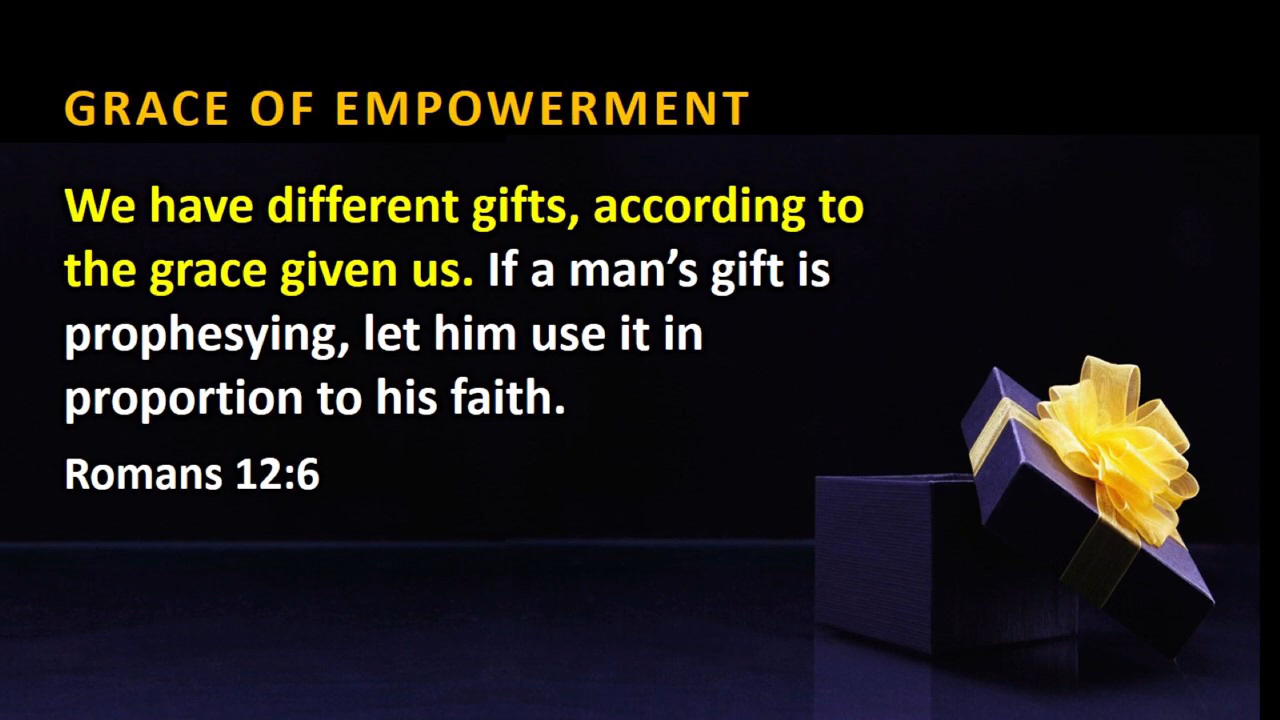 GRACE OF EMPOWERMENT
We have different gifts, according to
the grace given us. If a man’s gift is
prophesying, let him use it in
proportion to his faith.
Romans 12:6